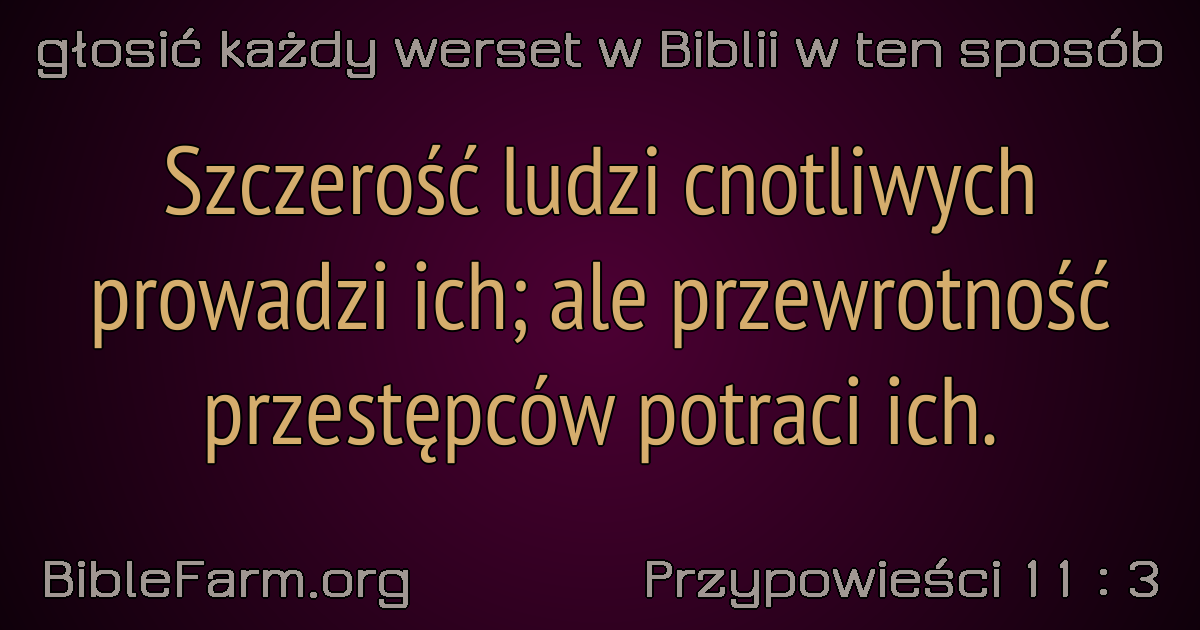 głosić każdy werset w Biblii w ten sposób
Szczerość ludzi cnotliwych
prowadzi ich; ale przewrotność
przestępców potraci ich.
BibleFarm.org
Przypowieści 11 : 3